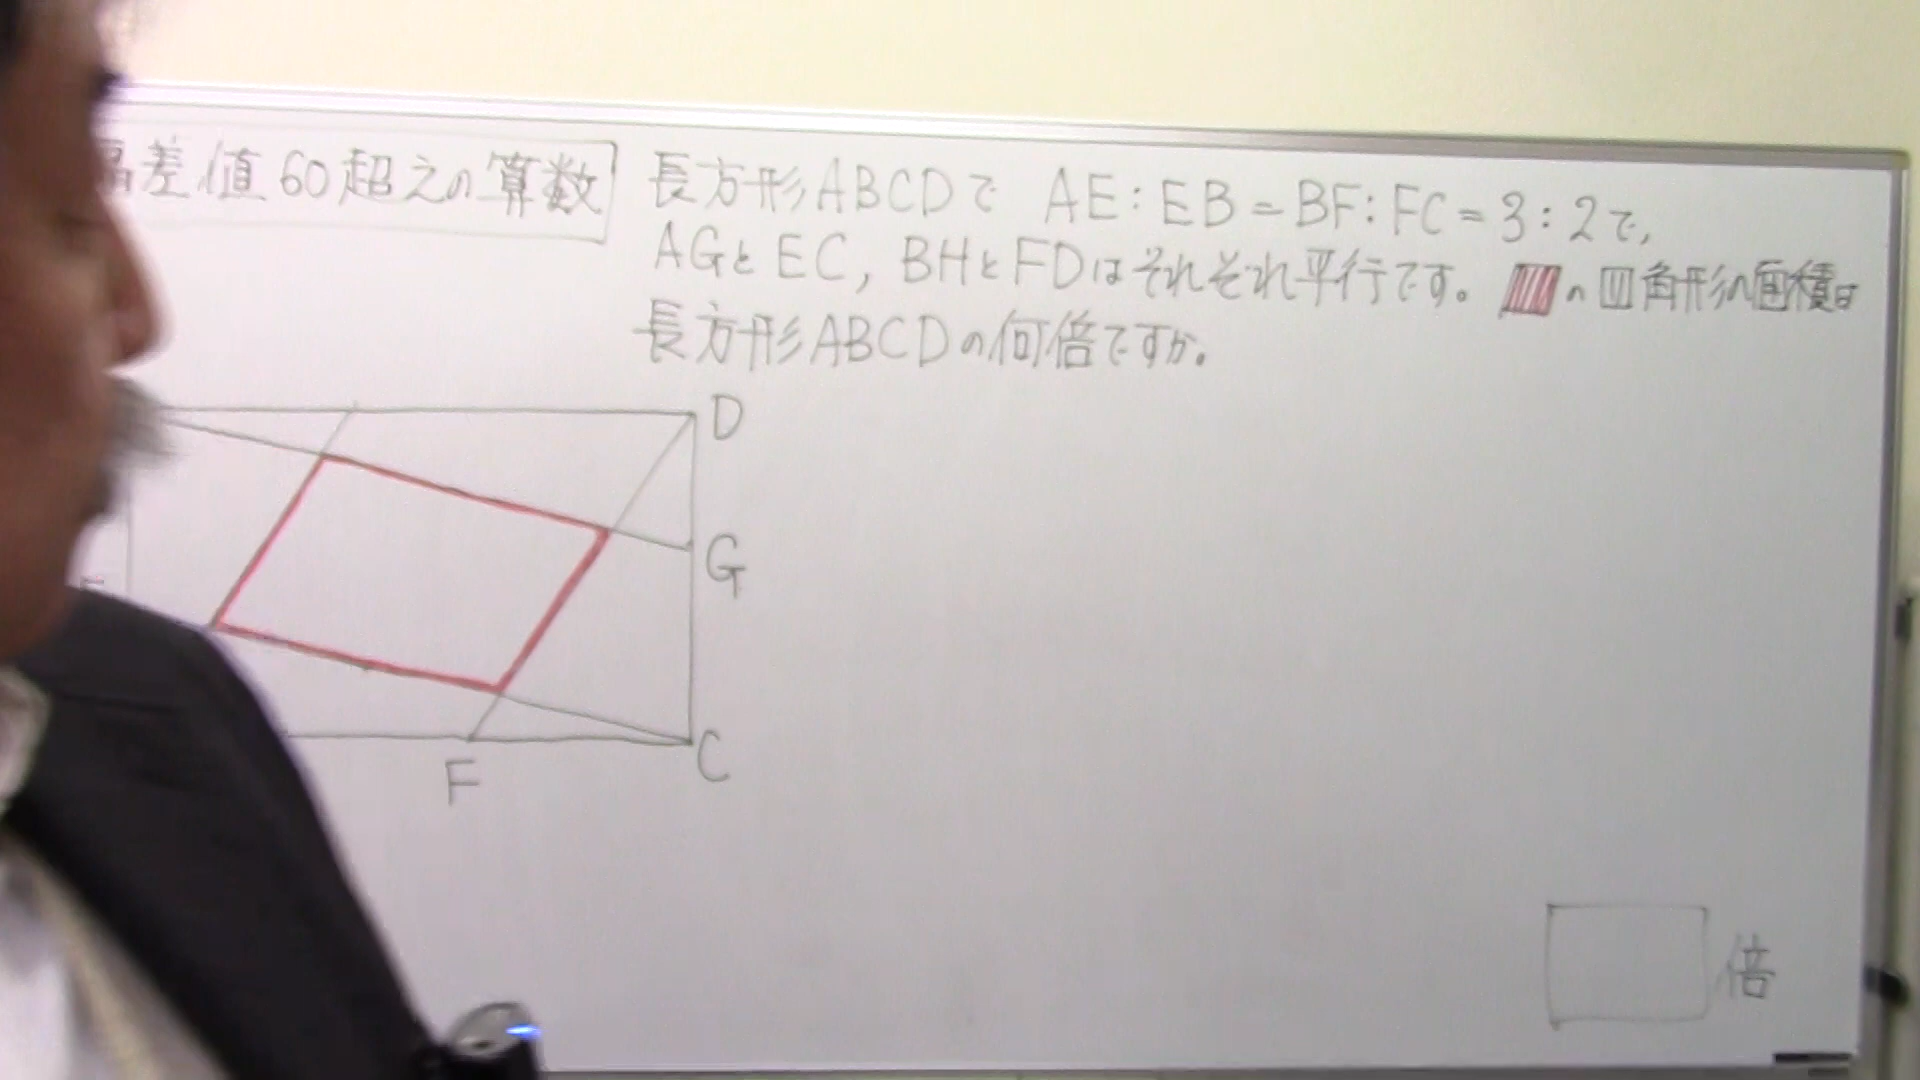 偏差値60超えの算数
長方形ABCDで AE:EB=BF:FC=3:2で,
AGとEC, BHとFDはそれぞれ平行です。 の四角形の面積は
長方形ABCDの何倍ですか。
D
G
F
C
倍